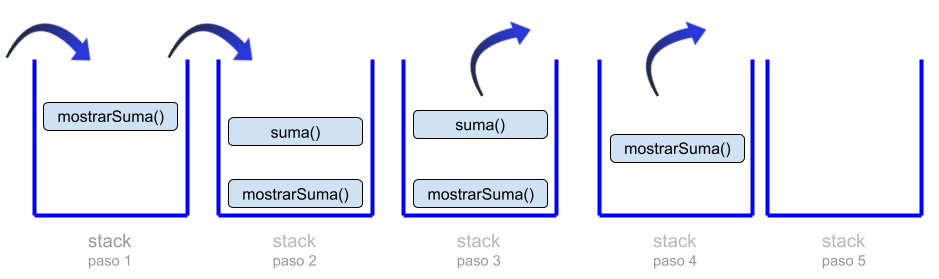 mostrarSuma()
suma()
mostrarSuma()
suma()
mostrarSuma()
mostrarSuma()
stack
paso 1
stack
paso 2
stack
paso 3
stack
paso 4
stack
paso 5